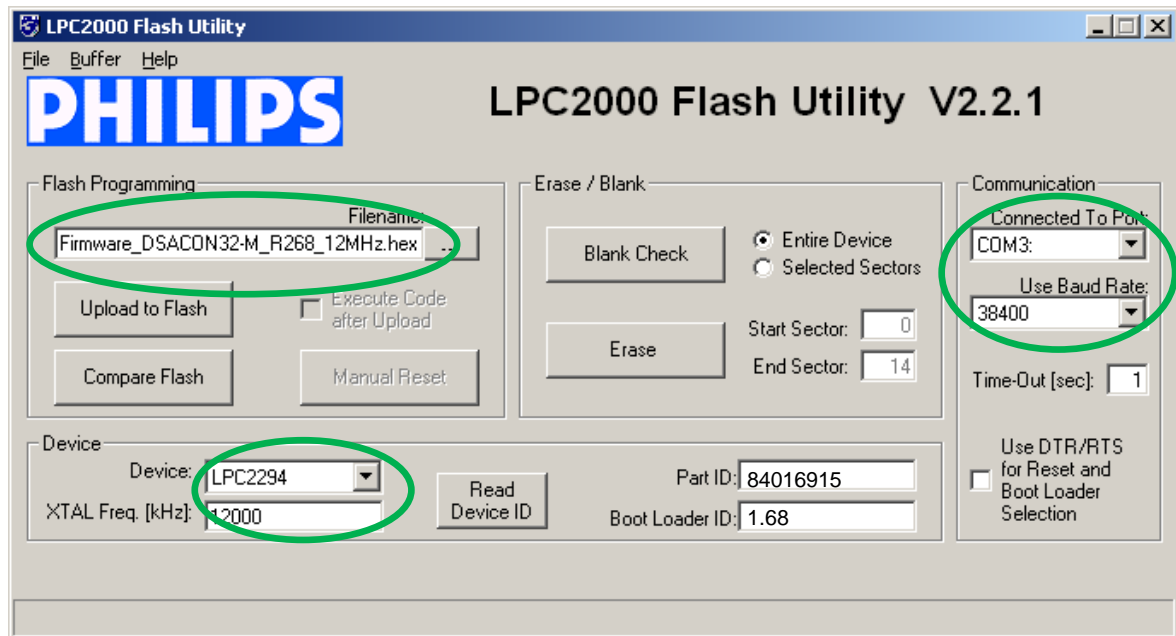 LPC2000 Flash Utility
File Buffer Help
PHILIPS
LPC2000 Flash Utility V2.2.1
Flash Programming
Filename:
Firmware_DSACON32-M_R268_12MHz.hex ...
Upload to Flash
Execute Code
after Upload
Compare Flash
Manual Reset
Erase / Blank
Blank Check
Entire Device
Selected Sectors
Erase
Start Sector: 0
End Sector: 14
Communication
Connected To Port:
COM3:
Use Baud Rate:
38400
Time-Out [sec]: 1
Use DTR/RTS
for Reset and
Boot Loader
Selection
Device
Device: LPC2294
XTAL Freq. [kHz]: 12000
Read
Device ID
Part ID: 84016915
Boot Loader ID: 1.68